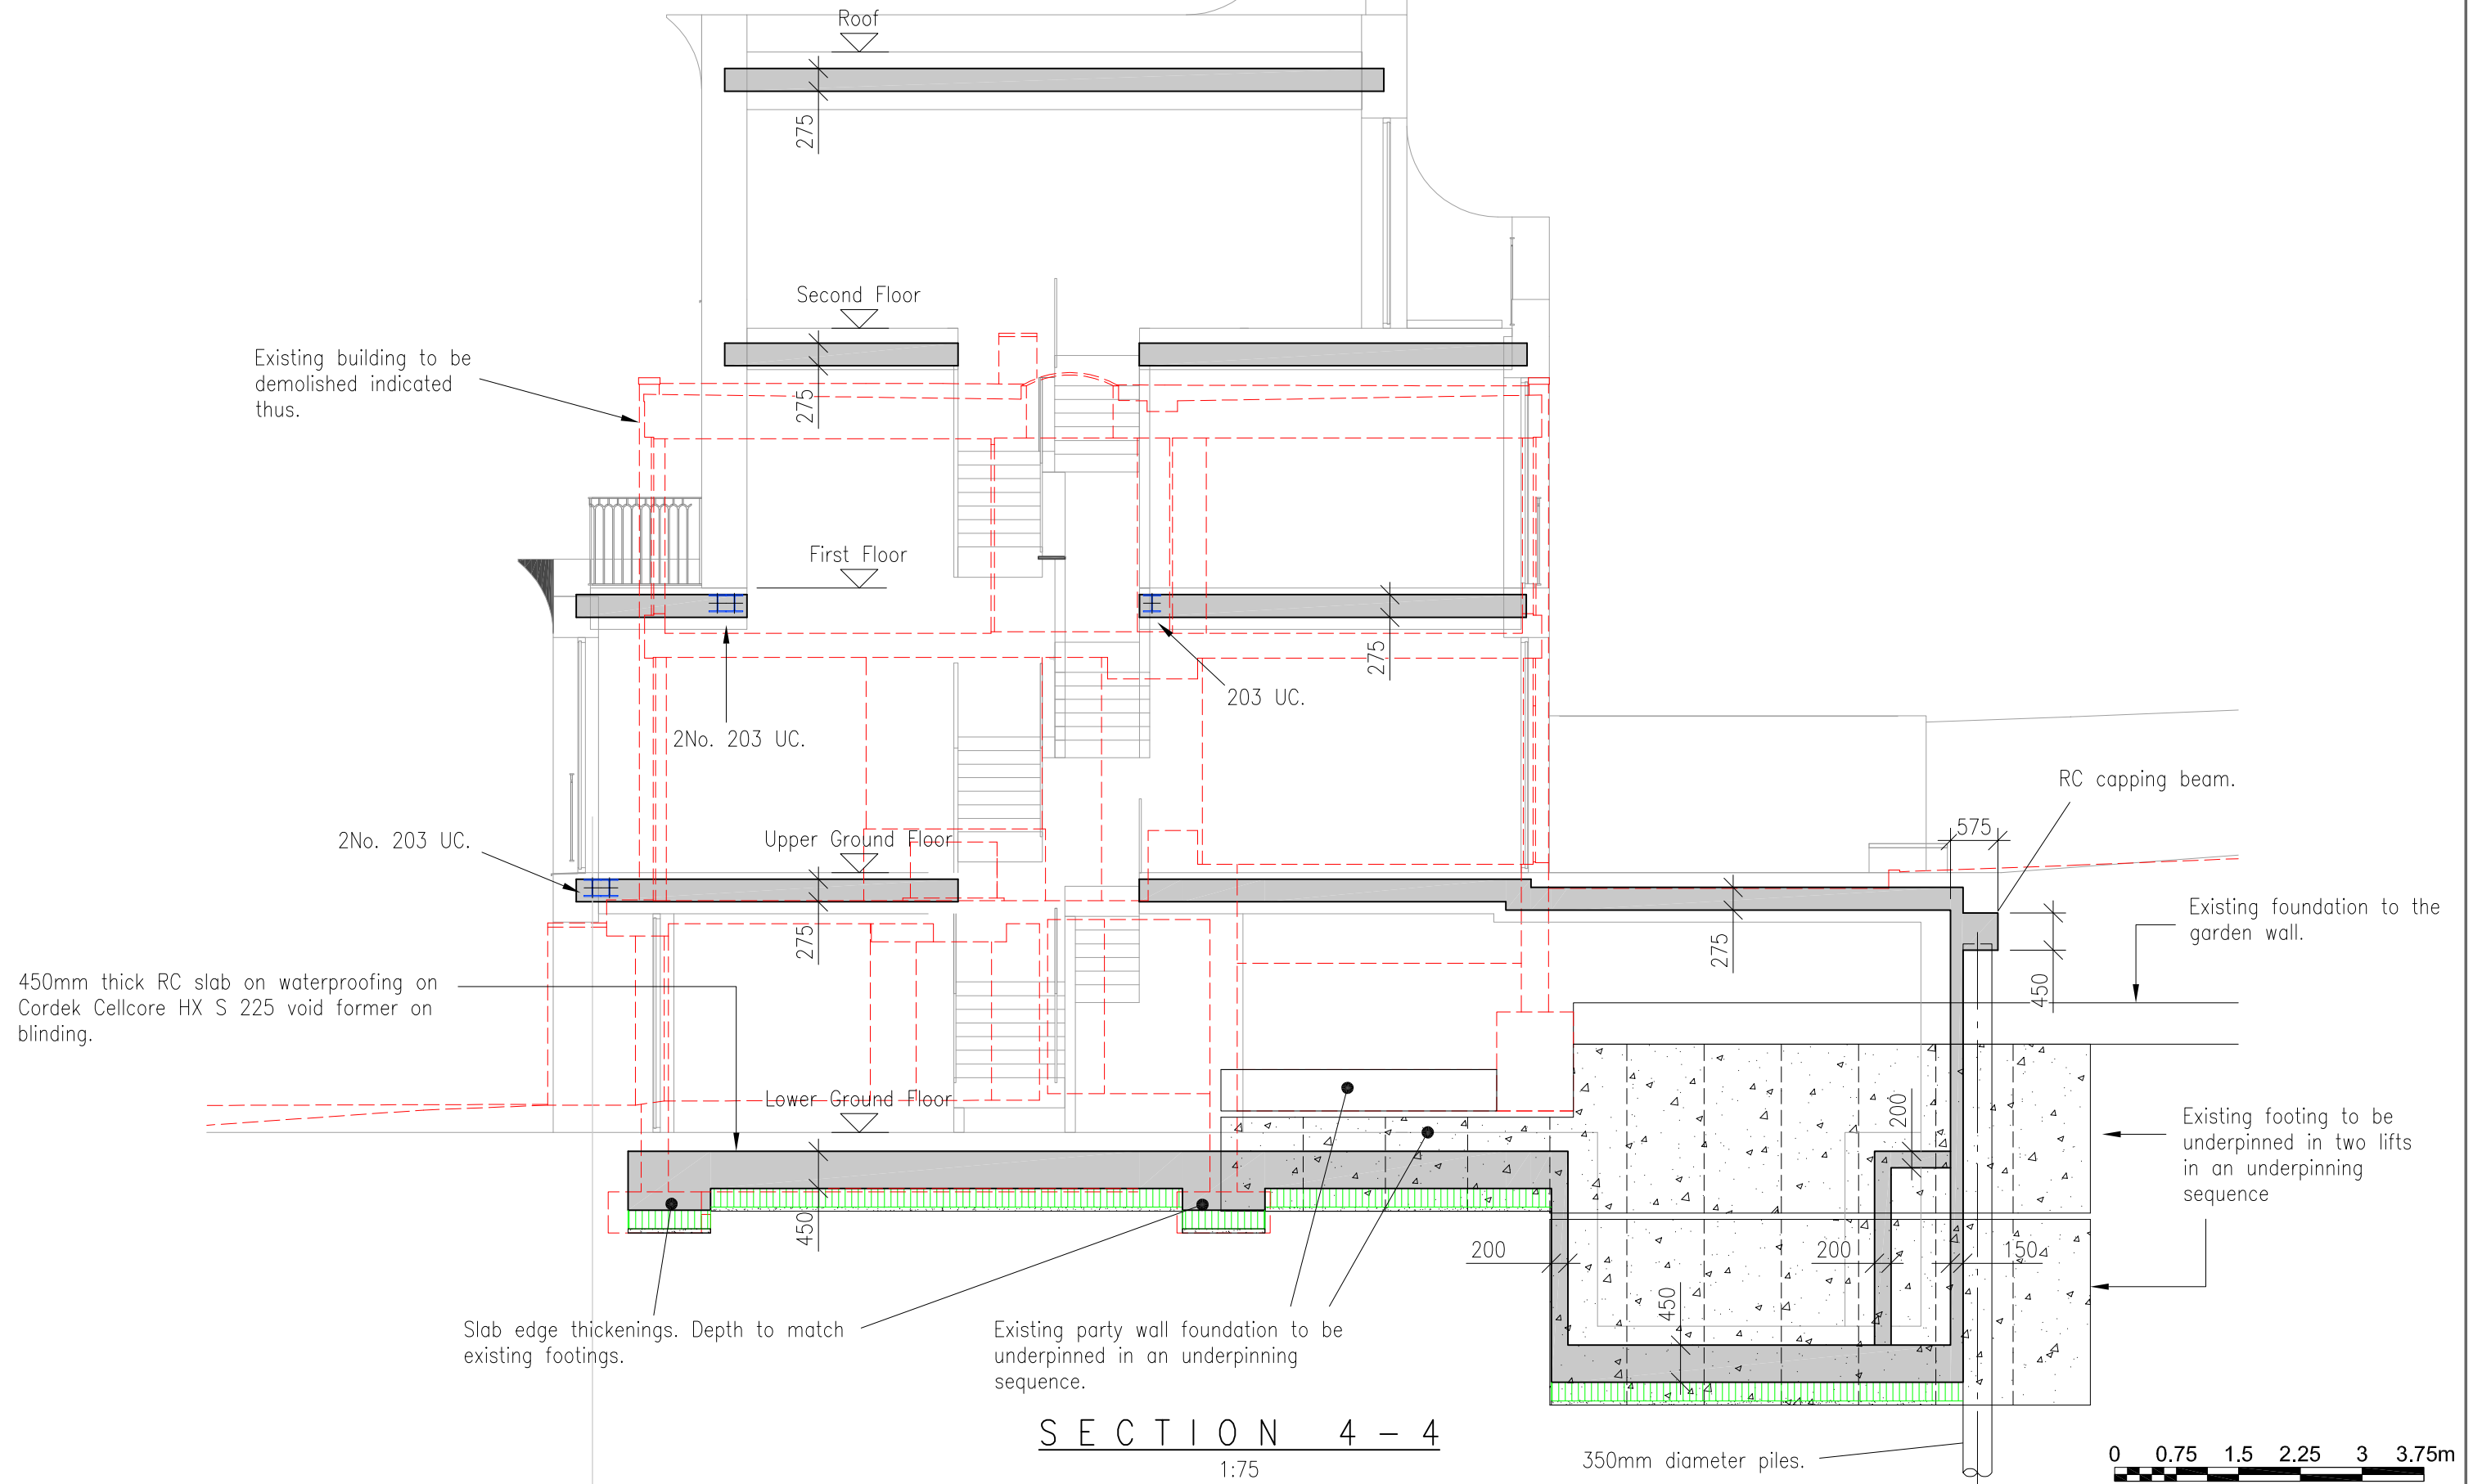 Roof
275
Second Floor
275
Existing building to be
demolished indicated
thus.
First Floor
275
203 UC.
2No. 203 UC.
RC capping beam.
575
2No. 203 UC.
Upper Ground Floor
275
275
450
Existing foundation to the
garden wall.
450mm thick RC slab on waterproofing on
Cordek Cellcore HX S 225 void former on
blinding.
Lower Ground Floor
450
200
Existing footing to be
underpinned in two lifts
in an underpinning
sequence
200
200
150
450
Slab edge thickenings. Depth to match
existing footings.
Existing party wall foundation to be
underpinned in an underpinning
sequence.
SECTION 4-4
1:75
350mm diameter piles.
0 0.75 1.5 2.25 3 3.75m